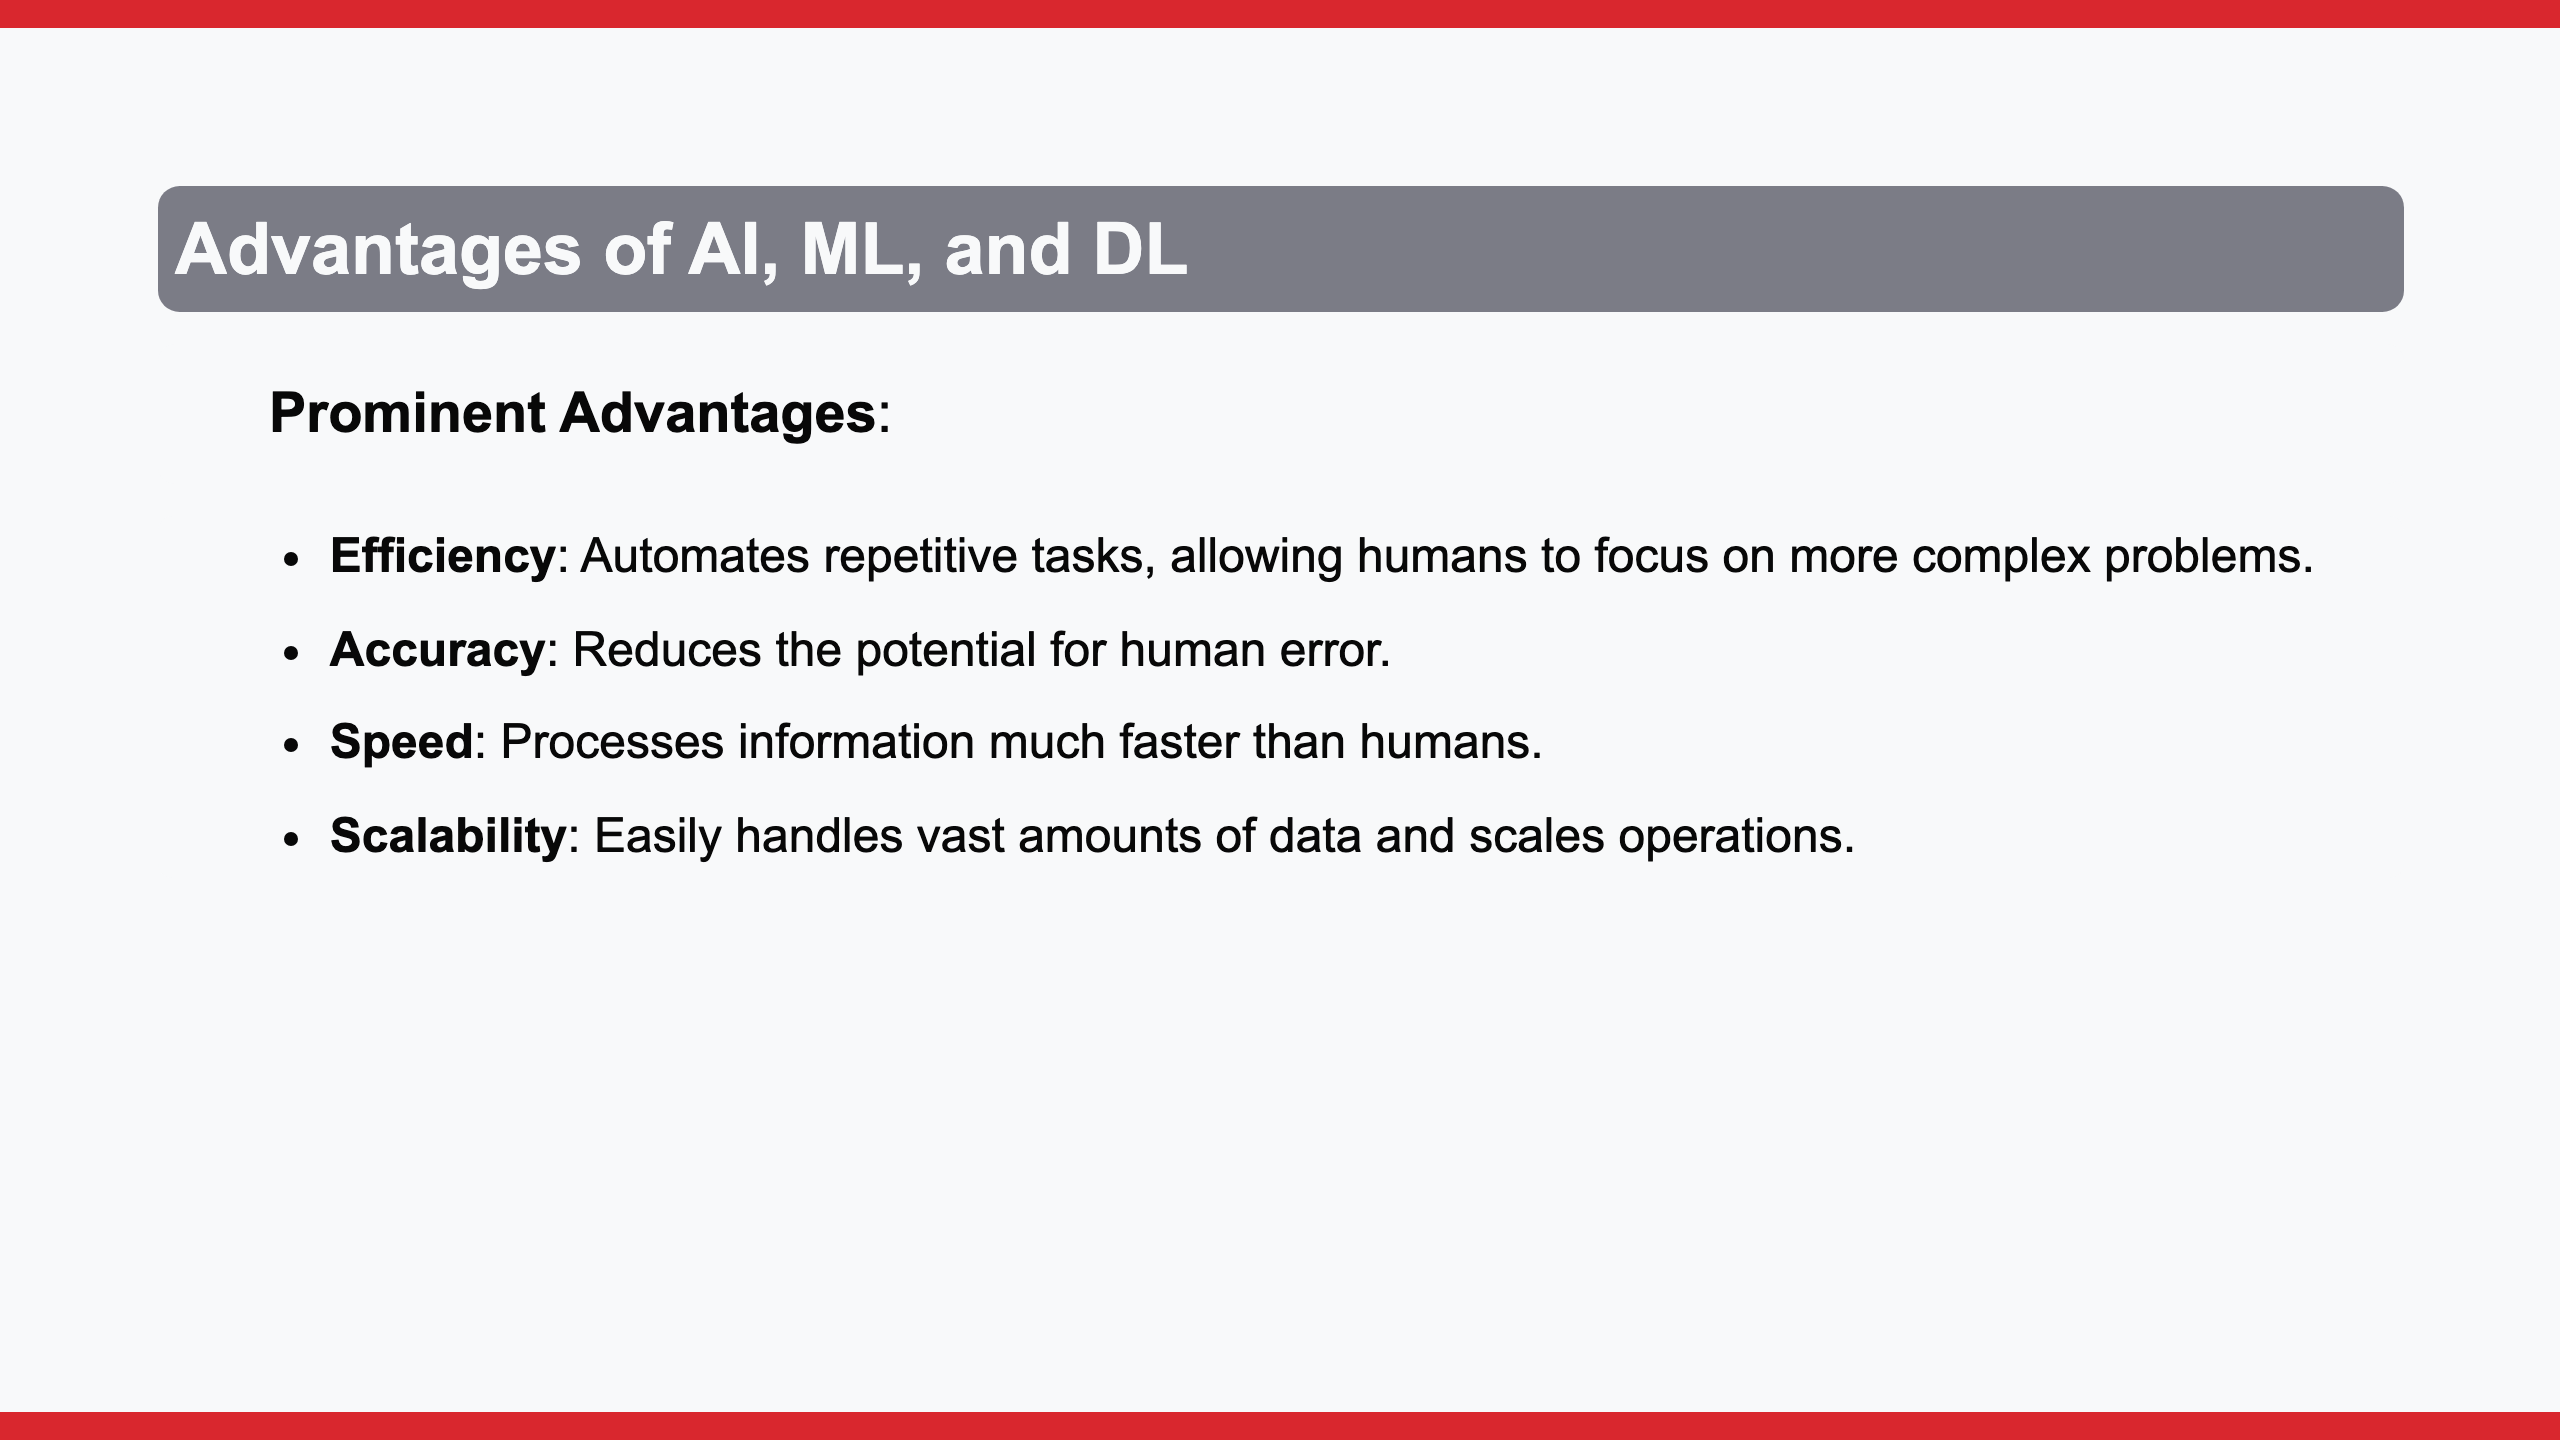 Advantages of AI, ML, and DL
Prominent Advantages:
• Efficiency: Automates repetitive tasks, allowing humans to focus on more complex problems.
• Accuracy: Reduces the potential for human error.
• Speed: Processes information much faster than humans.
• Scalability: Easily handles vast amounts of data and scales operations.